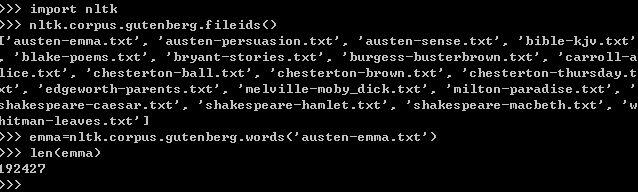 >>> import nltk
>>> nltk.corpus.gutenberg.fileids()
['austen-emma.txt', 'austen-persuasion.txt', 'austen-sense.txt', 'bible-kjv.txt'
, 'blake-poems.txt', 'bryant-stories.txt', 'burgess-busterbrown.txt', 'carroll-a
lice.txt', 'chesterton-ball.txt', 'chesterton-brown.txt', 'chesterton-thursday.t
xt', 'edgeworth-parents.txt', 'melville-moby_dick.txt', 'milton-paradise.txt', '
shakespeare-caesar.txt', 'shakespeare-hamlet.txt', 'shakespeare-macbeth.txt', 'w
hitman-leaves.txt']
>>> emma=nltk.corpus.gutenberg.words('austen-emma.txt')
>>> len(emma)
192427
>>>